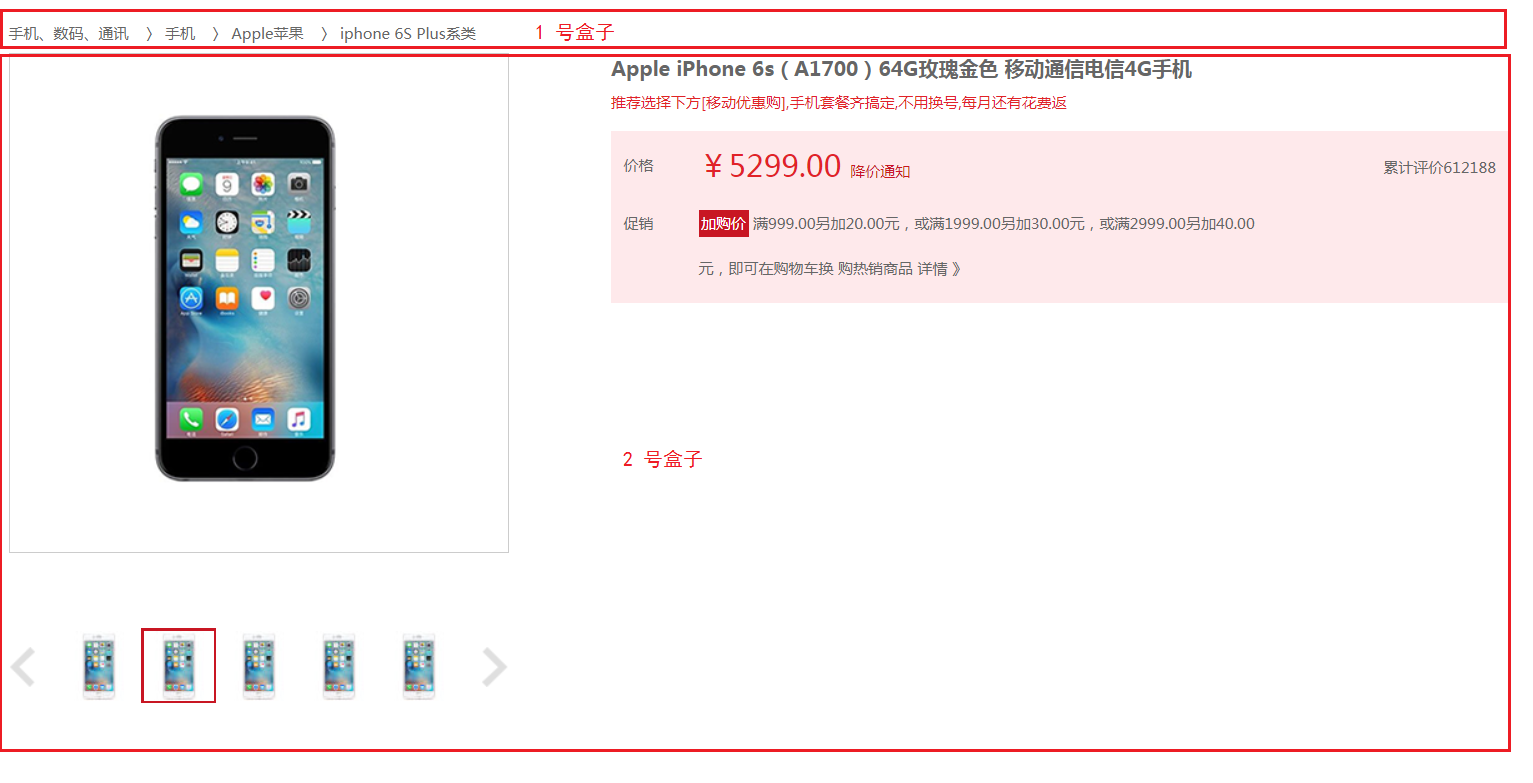 手机、数码、通讯 〉 手机 〉 Apple苹果 〉 iphone 6S Plus系类 1 号盒子
Apple iPhone 6s（A1700）64G玫瑰金色 移动通信电信4G手机
推荐选择下方[移动优惠购],手机套餐齐搞定,不用换号,每月还有花费返
价格 ￥5299.00 降价通知 累计评价612188
促销 加购价 满999.00另加20.00元，或满1999.00另加30.00元，或满2999.00另加40.00
元，即可在购物车换 购热销商品 详情 》
2 号盒子